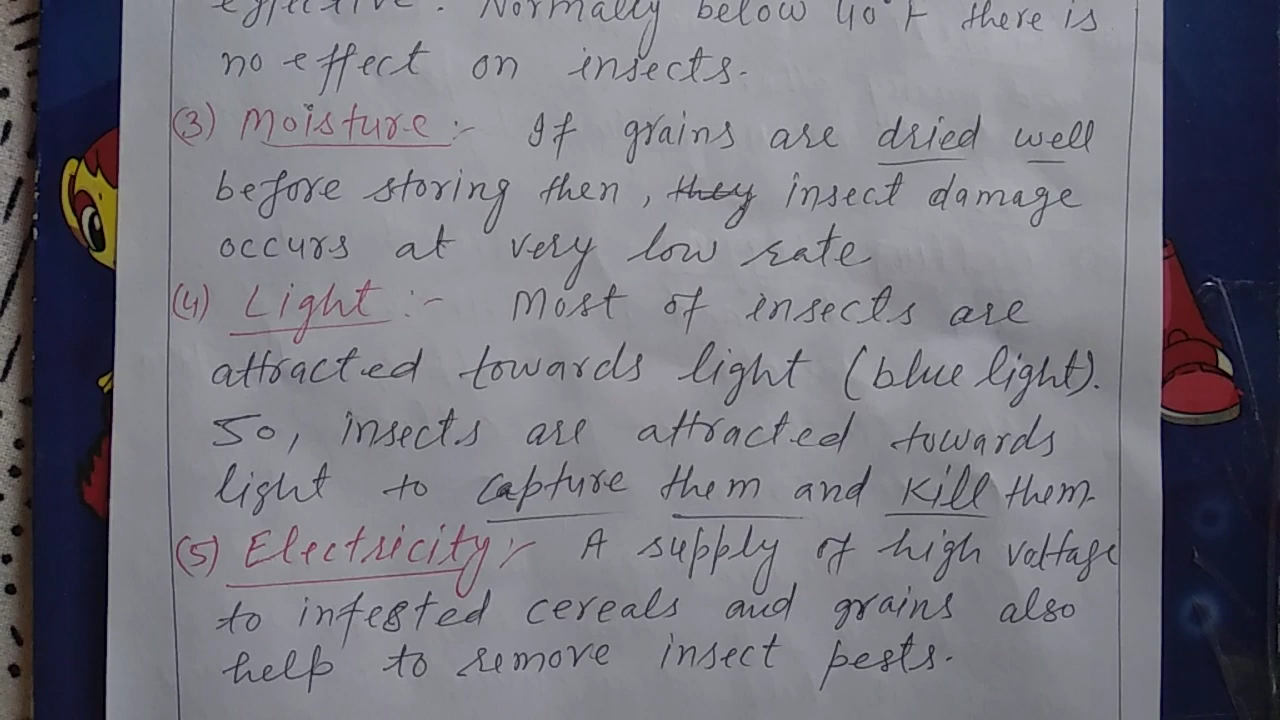 effective. Normally below 40°F there is
no effect on insects.
(3) Moisture :- If grains are dried well
before storing then, they insect damage
occurs at very low rate
(4) Light :- Most of insects are
attracted towards light (blue light).
So, insects are attracted towards
light to capture them and kill them.
(5) Electricity :- A supply of high voltage
to infested cereals and grains also
help to remove insect pests.